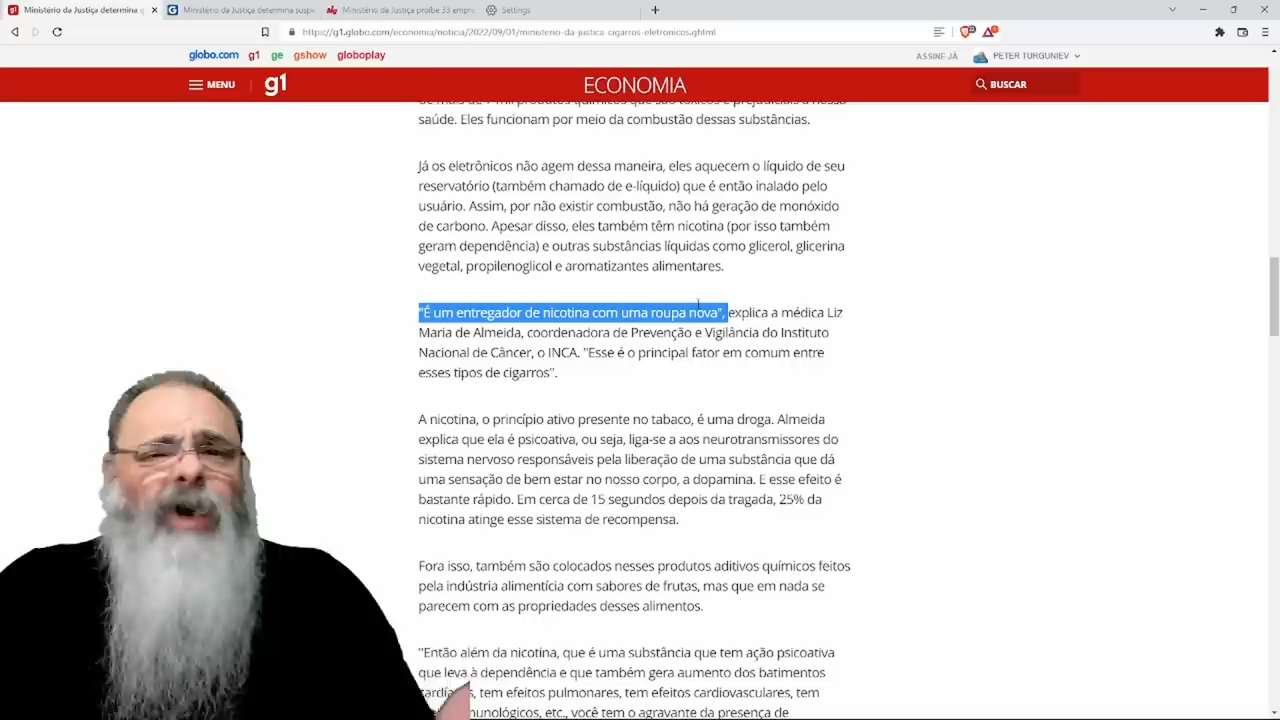 Ministério da Justiça determina q
Ministério da Justiça determina susp
Ministério da Justiça proíbe 33 empre
Settings
https://g1.globo.com/economia/noticia/2022/09/01/ministerio-da-justica-cigarros-eletronicos.ghtml
globo.com g1 ge gshow globoplay
ASSINE JÁ
PETER TURGUNIEV
MENU
g1
ECONOMIA
BUSCAR
de mais de 7 mil produtos químicos que são tóxicos e prejudiciais à nossa
saúde. Eles funcionam por meio da combustão dessas substâncias.
Já os eletrônicos não agem dessa maneira, eles aquecem o líquido de seu
reservatório (também chamado de e-líquido) que é então inalado pelo
usuário. Assim, por não existir combustão, não há geração de monóxido
de carbono. Apesar disso, eles também têm nicotina (por isso também
geram dependência) e outras substâncias líquidas como glicerol, glicerina
vegetal, propilenoglicol e aromatizantes alimentares.
"É um entregador de nicotina com uma roupa nova", explica a médica Liz
Maria de Almeida, coordenadora de Prevenção e Vigilância do Instituto
Nacional de Câncer, o INCA. "Esse é o principal fator em comum entre
esses tipos de cigarros".
A nicotina, o princípio ativo presente no tabaco, é uma droga. Almeida
explica que ela é psicoativa, ou seja, liga-se a aos neurotransmissores do
sistema nervoso responsáveis pela liberação de uma substância que dá
uma sensação de bem estar no nosso corpo, a dopamina. E esse efeito é
bastante rápido. Em cerca de 15 segundos depois da tragada, 25% da
nicotina atinge esse sistema de recompensa.
Fora isso, também são colocados nesses produtos aditivos químicos feitos
pela indústria alimentícia com sabores de frutas, mas que em nada se
parecem com as propriedades desses alimentos.
"Então além da nicotina, que é uma substância que tem ação psicoativa
que leva à dependência e que também gera aumento dos batimentos
tem efeitos pulmonares, tem efeitos cardiovasculares, tem
etc., você tem o agravante da presença de